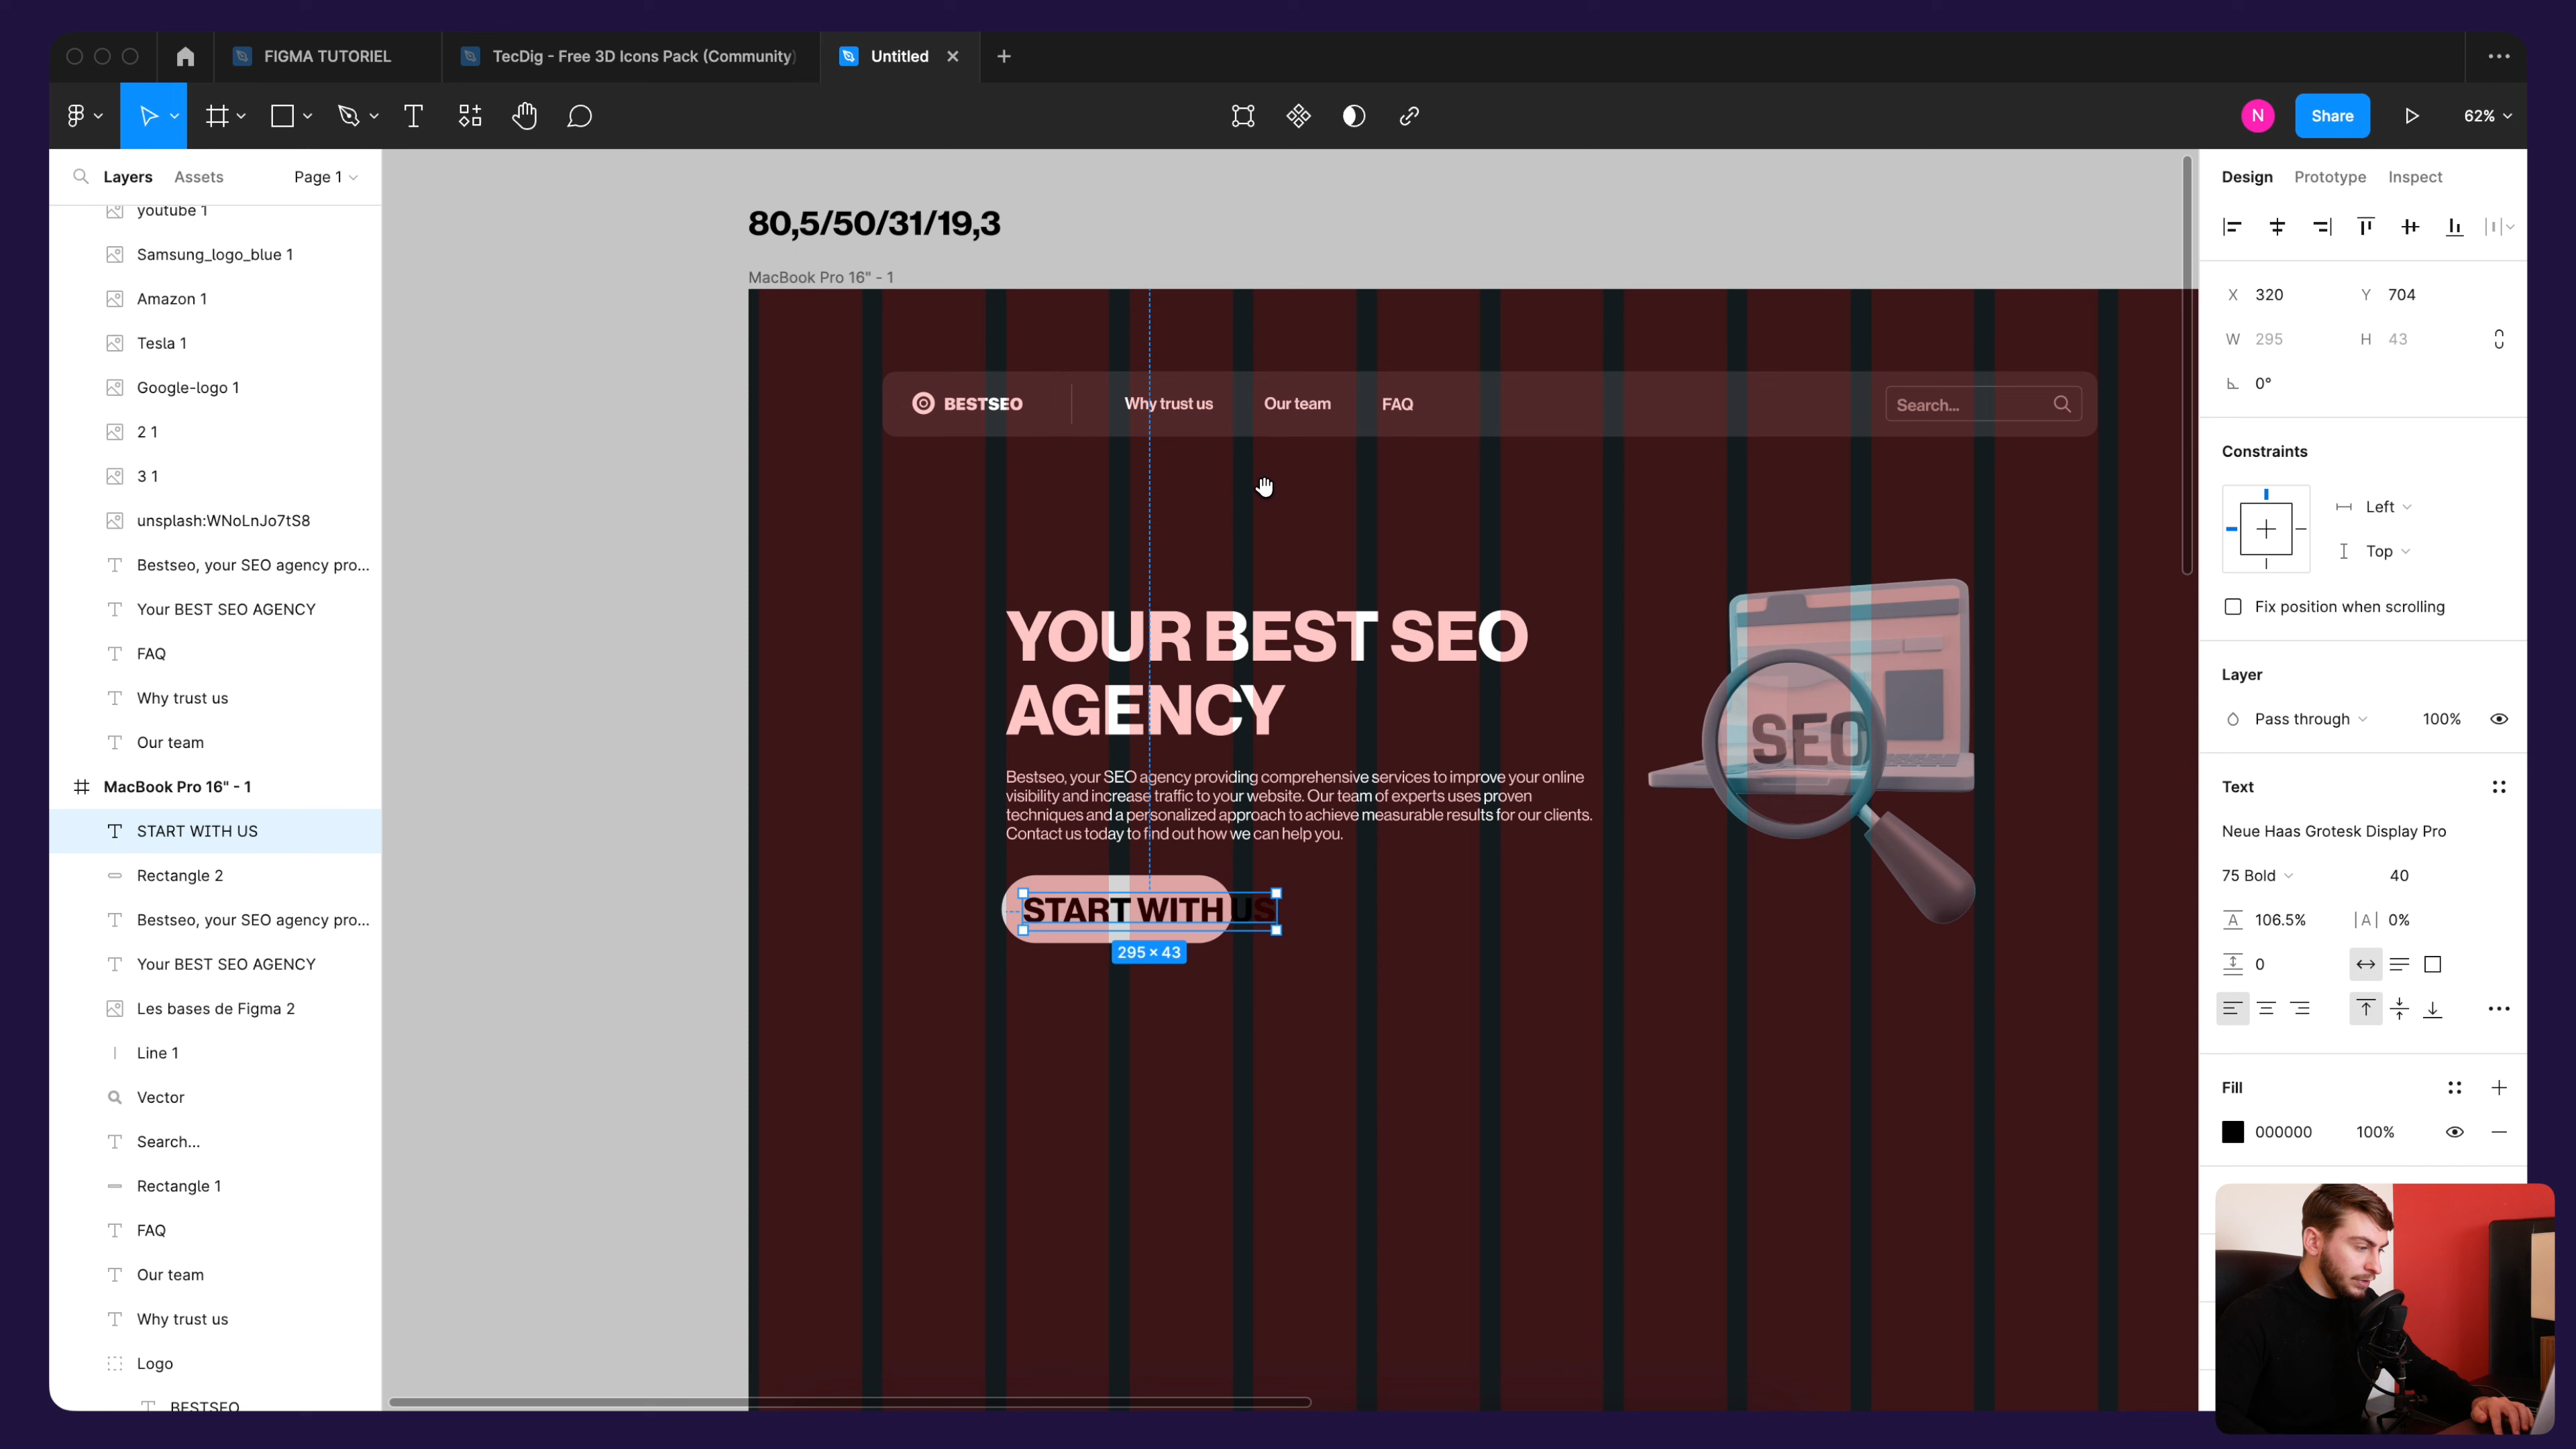 FIGMA TUTORIEL
TecDig - Free 3D Icons Pack (Community)
Untitled
N
Share
62%
Layers
Assets
Page 1
youtube 1
Samsung_logo_blue 1
Amazon 1
Tesla 1
Google-logo 1
2 1
3 1
unsplash:WNoLnJo7tS8
Bestseo, your SEO agency pro...
Your BEST SEO AGENCY
FAQ
Why trust us
Our team
MacBook Pro 16" - 1
START WITH US
Rectangle 2
Bestseo, your SEO agency pro...
Your BEST SEO AGENCY
Les bases de Figma 2
Line 1
Vector
Search...
Rectangle 1
FAQ
Our team
Why trust us
Logo
BESTSEO
80,5/50/31/19,3
MacBook Pro 16" - 1
BESTSEO
Why trust us
Our team
FAQ
Search...
YOUR BEST SEO
AGENCY
Bestseo, your SEO agency providing comprehensive services to improve your online
visibility and increase traffic to your website. Our team of experts uses proven
techniques and a personalized approach to achieve measurable results for our clients.
Contact us today to find out how we can help you.
START WITH US
295 × 43
SEO
Design
Prototype
Inspect
X 320
Y 704
W 295
H 43
0°
Constraints
Left
Top
Fix position when scrolling
Layer
Pass through
100%
Text
Neue Haas Grotesk Display Pro
75 Bold
40
A 106.5%
|A| 0%
0
Fill
000000
100%